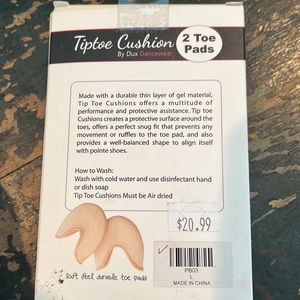 Tiptoe Cushion
By Dux Dancewear
2 Toe
Pads
Made with a durable thin layer of gel material,
Tip Toe Cushions offers a multitude of
performance and protective assistance. Tip toe
Cushions creates a protective surface around the
toes, offers a perfect snug fit that prevents any
movement or ruffles to the toe pad, and also
provides a well-balanced shape to align itself
with pointe shoes.
How to Wash:
Wash with cold water and use disinfectant hand
or dish soap
Tip Toe Cushions Must be Air dried
$20.99
Soft feel durable toe pads
PB03
L
MADE IN CHINA